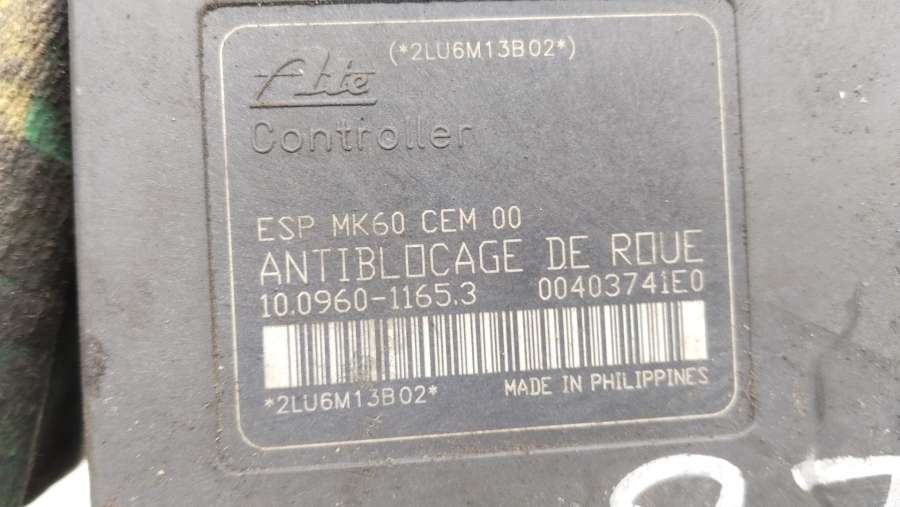 (*2LU6M13B02*)
Ate
Controller
ESP MK60 CEM 00
ANTIBLOCAGE DE ROUE
10.0960-1165.3 00403741E0
*2LU6M13B02*
MADE IN PHILIPPINES